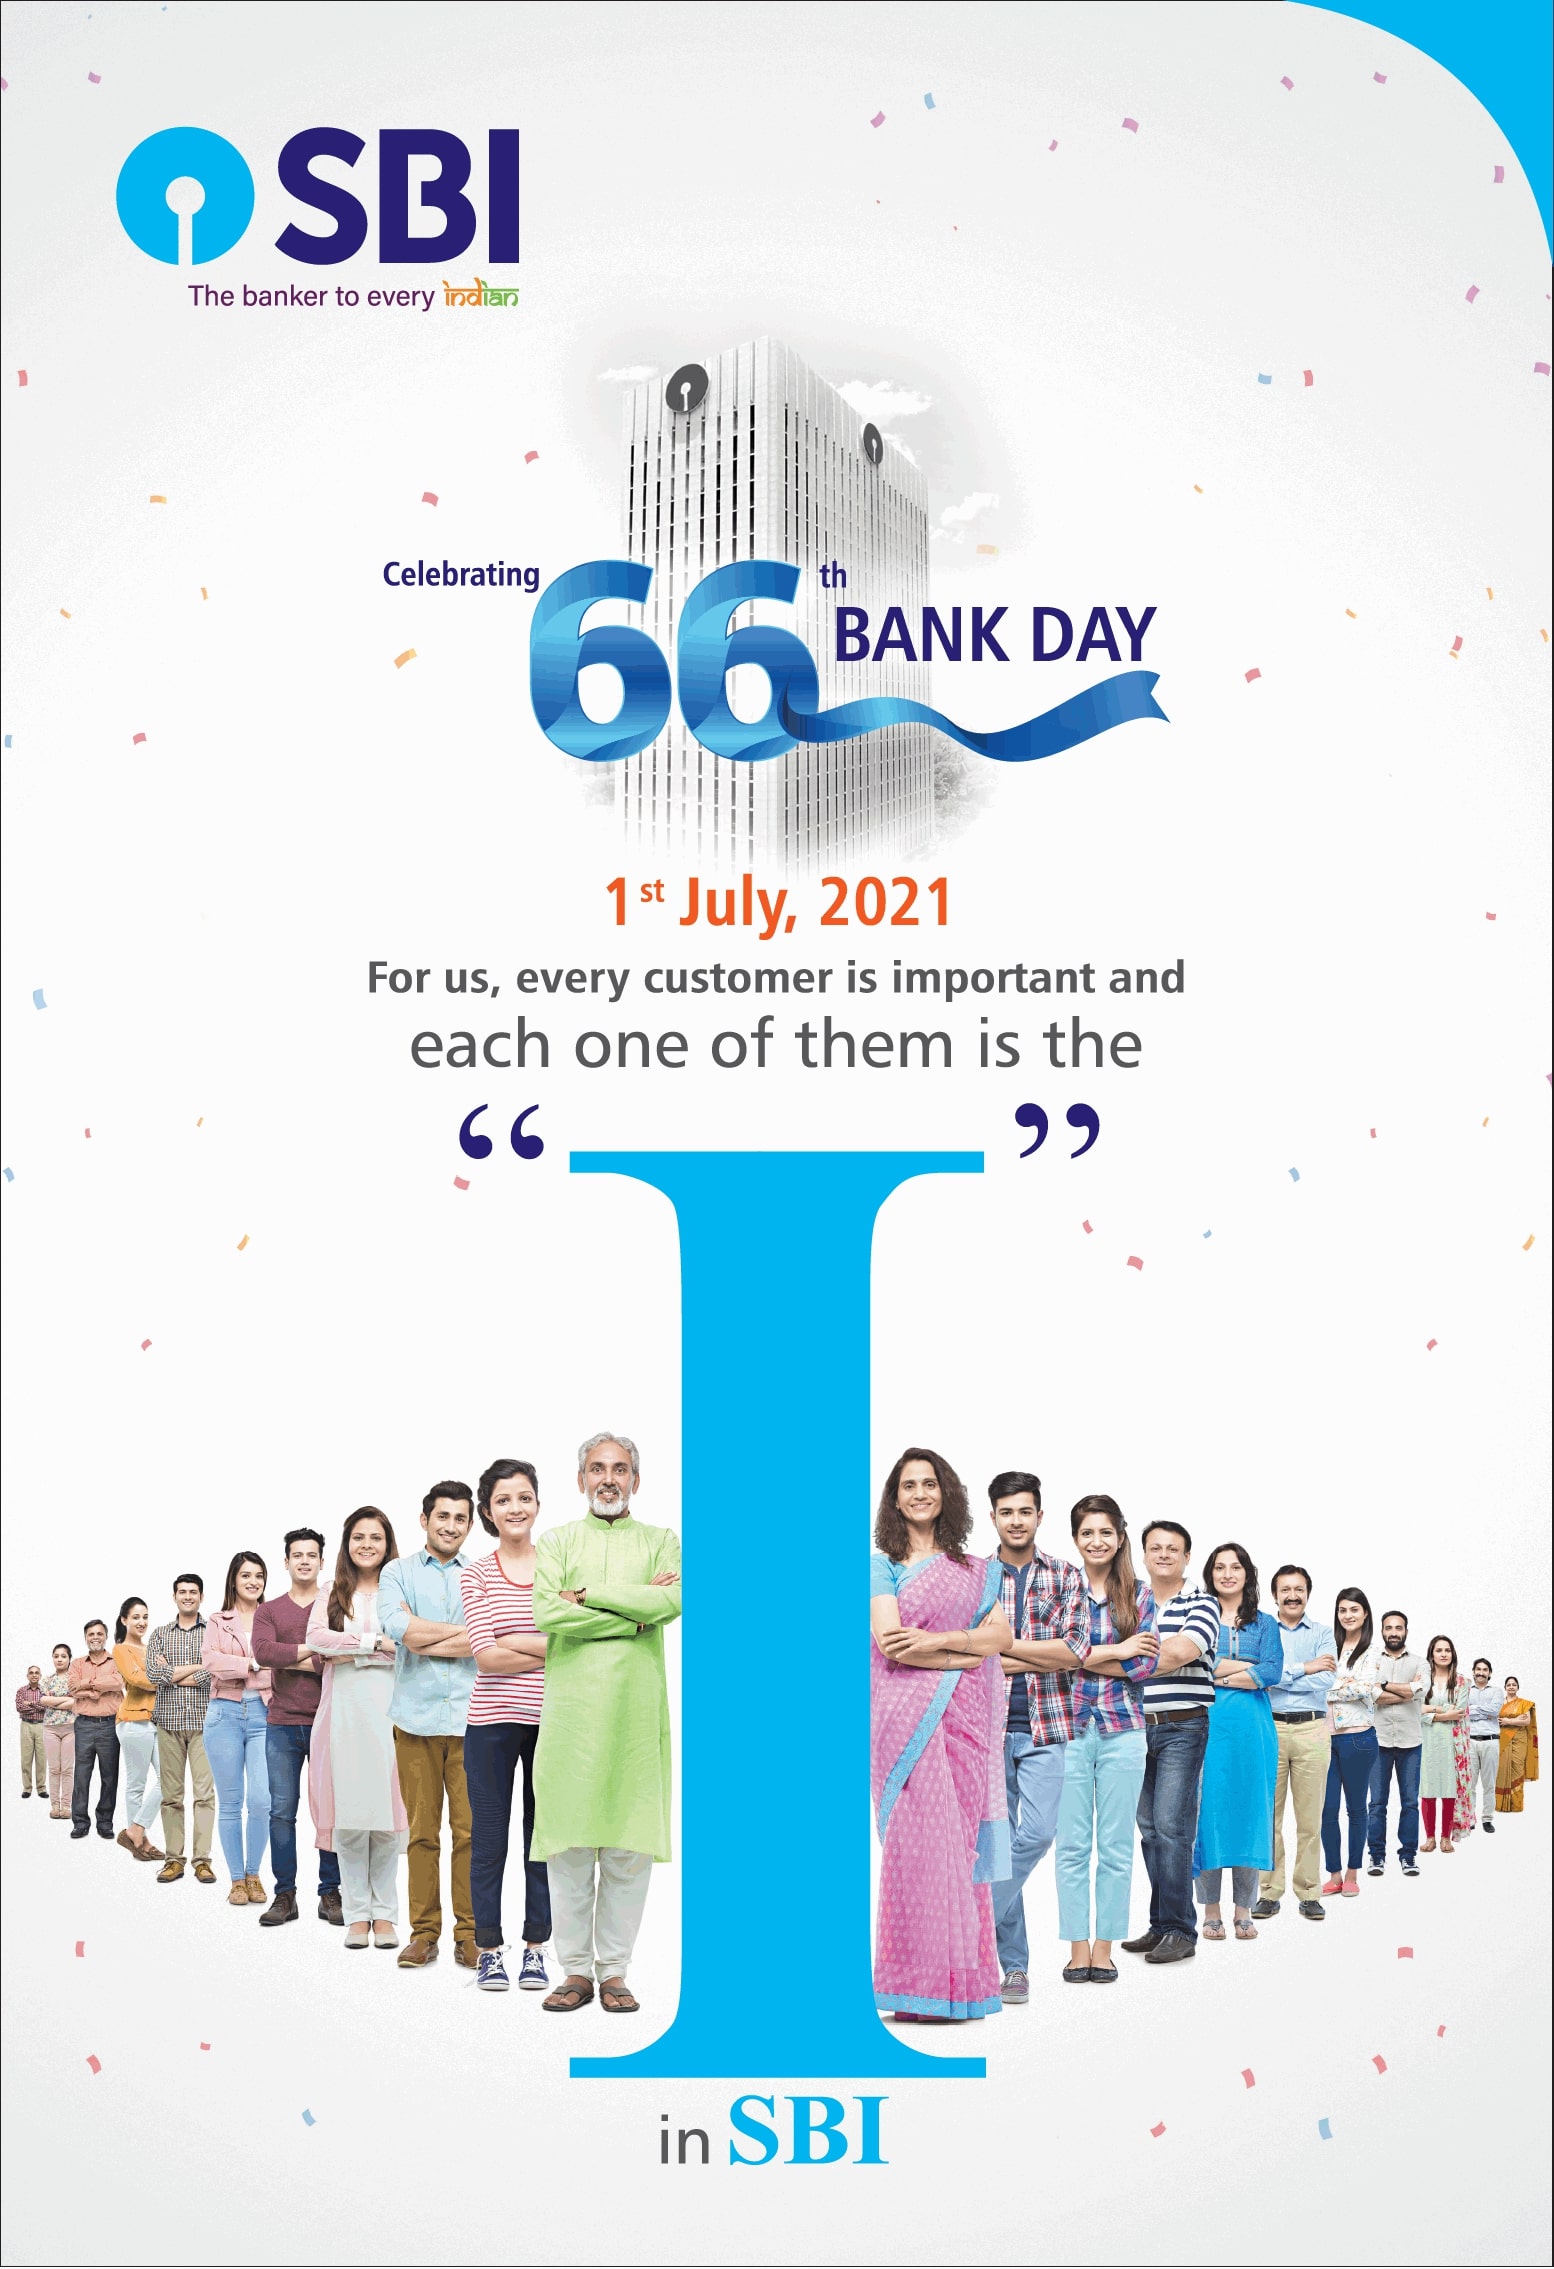 SBI
The banker to every indian
Celebrating 66th
BANK DAY
1st July, 2021
For us, every customer is important and
each one of them is the
“I”
in SBI